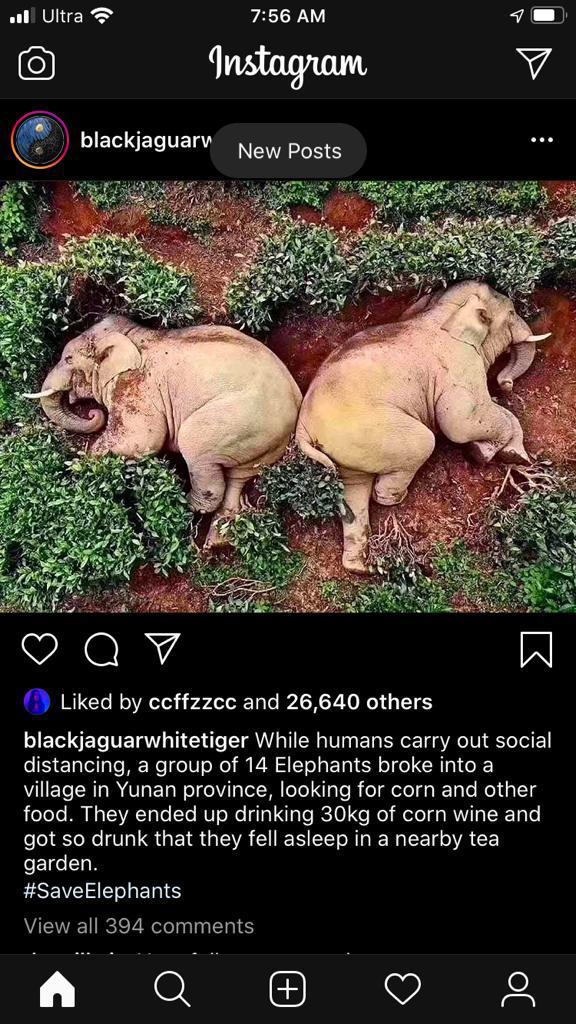 Ultra 7:56 AM
Instagram
blackjaguarw
New Posts
Liked by ccffzzcc and 26,640 others
blackjaguarwhitetiger While humans carry out social
distancing, a group of 14 Elephants broke into a
village in Yunan province, looking for corn and other
food. They ended up drinking 30kg of corn wine and
got so drunk that they fell asleep in a nearby tea
garden.
#SaveElephants
View all 394 comments